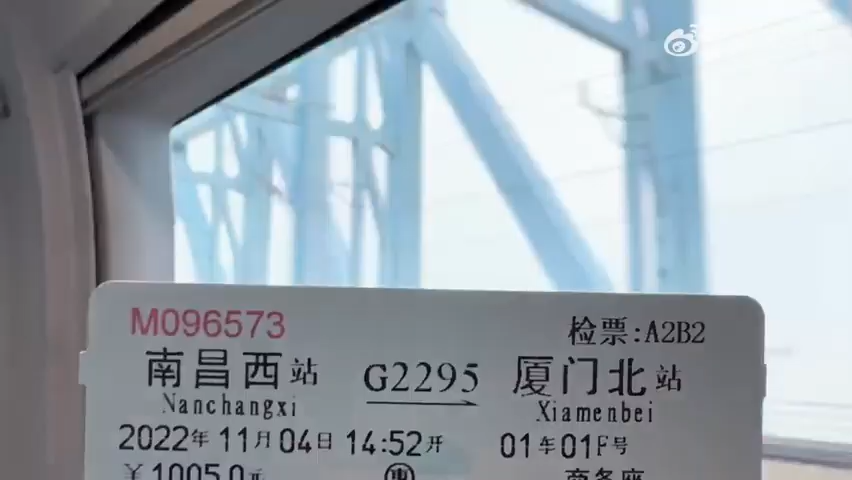 M096573 检票:A2B2
南昌西站 G2295 厦门北站
Nanchangxi Xiamenbei
2022年11月04日 14:52开 01车01F号
￥1005.0元 惠 商务座